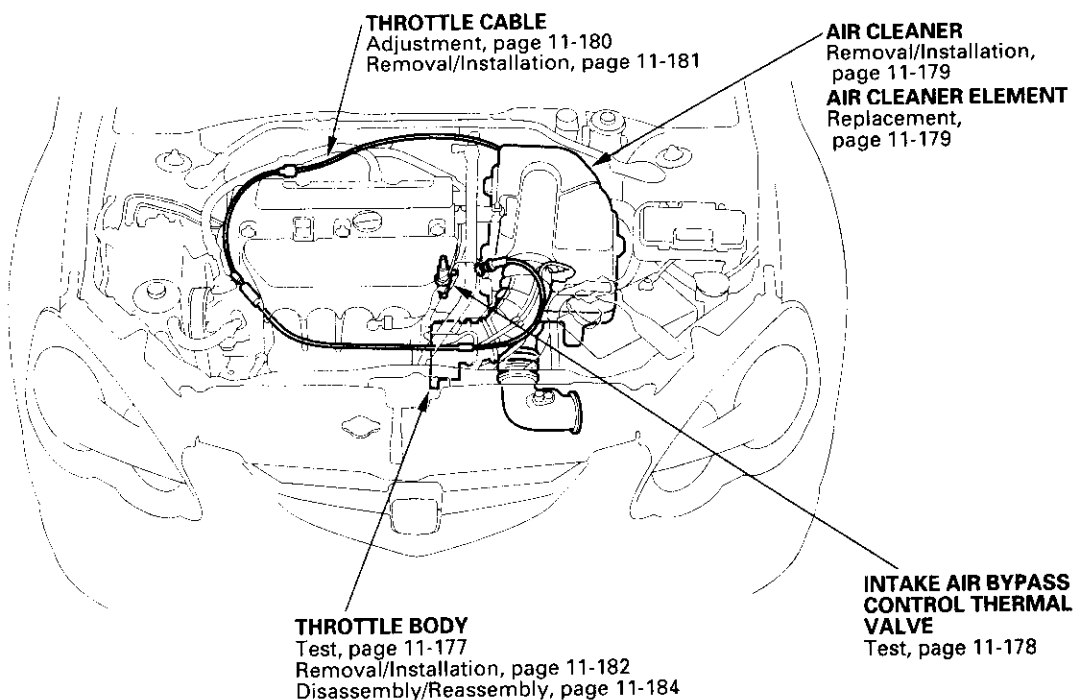 THROTTLE CABLE
Adjustment, page 11-180
Removal/Installation, page 11-181
AIR CLEANER
Removal/Installation,
page 11-179
AIR CLEANER ELEMENT
Replacement,
page 11-179
THROTTLE BODY
Test, page 11-177
Removal/Installation, page 11-182
Disassembly/Reassembly, page 11-184
INTAKE AIR BYPASS
CONTROL THERMAL
VALVE
Test, page 11-178